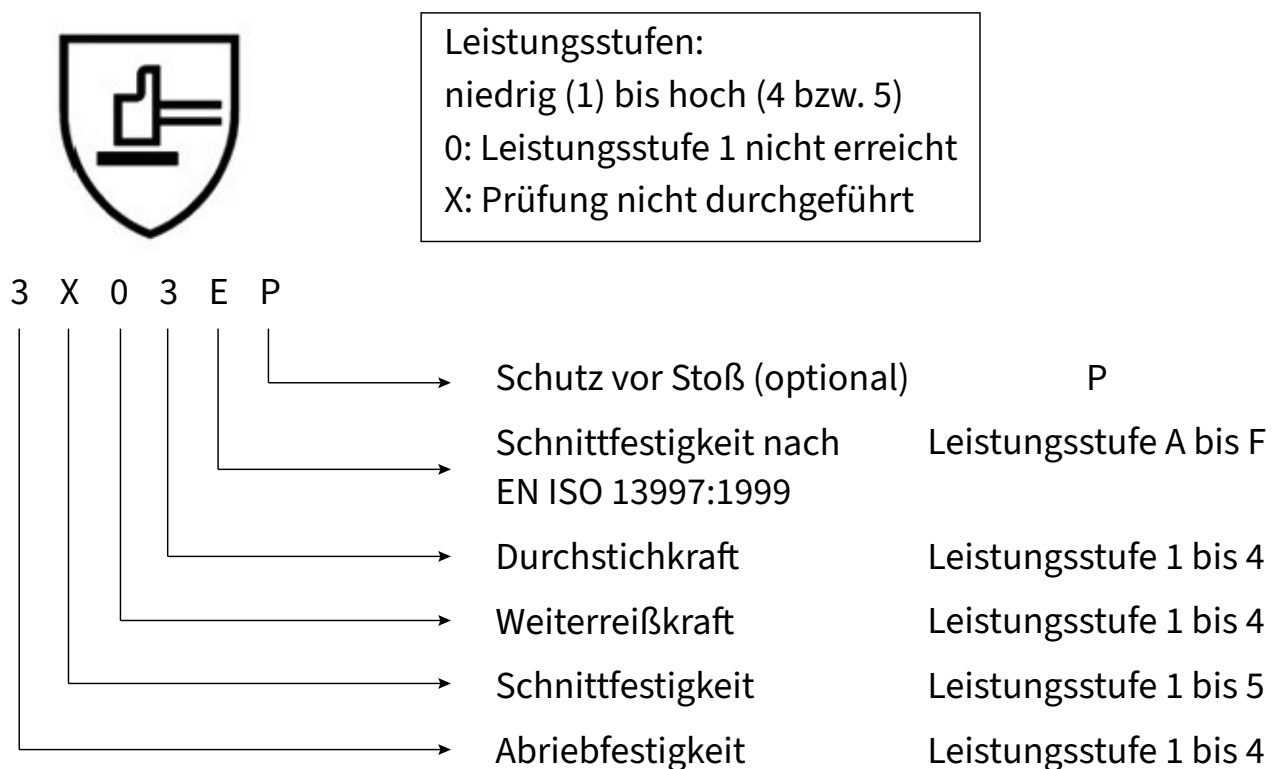 Leistungsstufen:
niedrig (1) bis hoch (4 bzw. 5)
0: Leistungsstufe 1 nicht erreicht
X: Prüfung nicht durchgeführt
3 X 0 3 E P
Schutz vor Stoß (optional) P
Schnittfestigkeit nach Leistungsstufe A bis F
EN ISO 13997:1999
Durchstichkraft Leistungsstufe 1 bis 4
Weiterreißkraft Leistungsstufe 1 bis 4
Schnittfestigkeit Leistungsstufe 1 bis 5
Abriebfestigkeit Leistungsstufe 1 bis 4